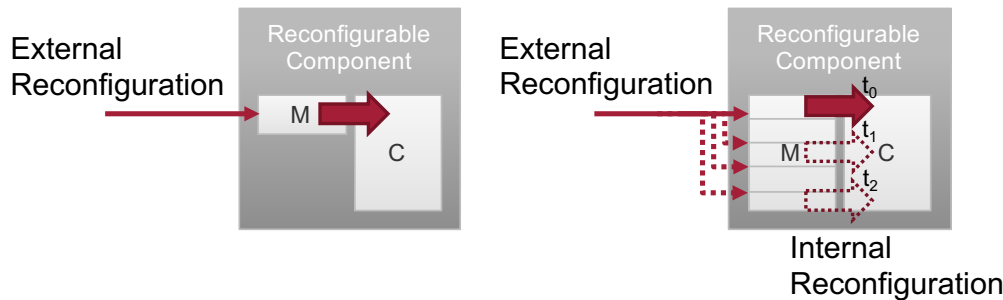 Reconfigurable
Component
External
Reconfiguration
M
C
Reconfigurable
Component
External
Reconfiguration
t0
t1
M
C
t2
Internal
Reconfiguration